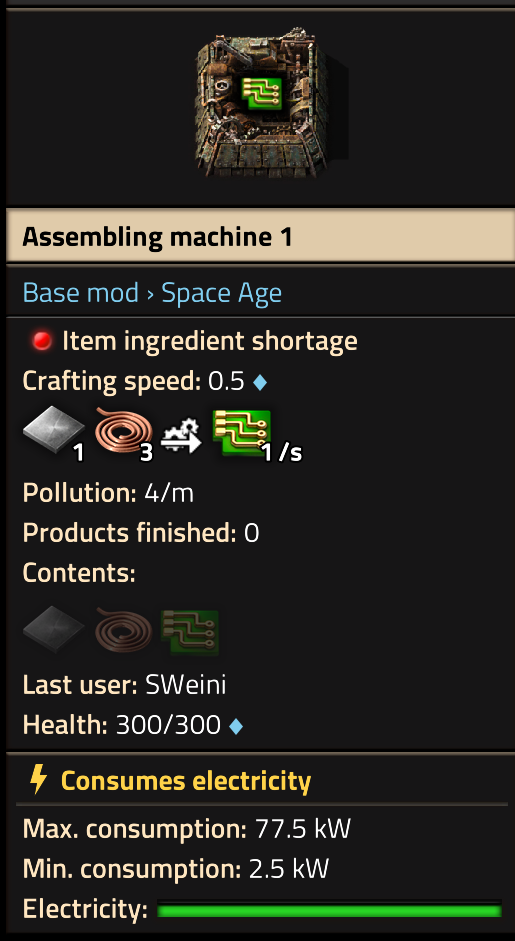 Assembling machine 1
Base mod › Space Age
Item ingredient shortage
Crafting speed: 0.5
1 3 1/s
Pollution: 4/m
Products finished: 0
Contents:
Last user: SWeini
Health: 300/300
Consumes electricity
Max. consumption: 77.5 kW
Min. consumption: 2.5 kW
Electricity: